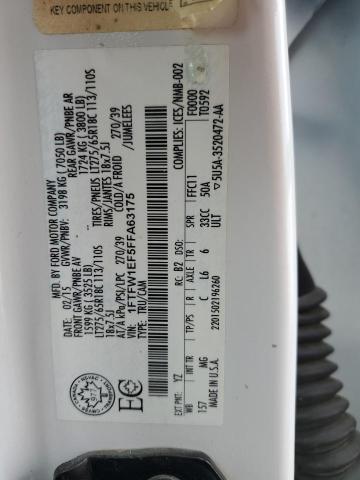 KEY COMPONENT ON THIS VEHICLE
MFD. BY FORD MOTOR COMPANY
DATE: 02/15 GVWR/PNBV: 3198 KG (7050 LB)
FRONT GAWR/PNBE AV REAR GAWR/PNBE AR
1599 KG (3525 LB) 1724 KG (3800 LB)
LT275/65R18C 113/110S TIRES/PNEUS LT275/65R18C 113/110S
18x7.5J RIMS/JANTES 18x7.5J
AT/A kPa/PSI/LPC 270/39 COLD/A FROID 270/39
VIN: 1FTFW1EF5FFA63175 /JUMELEES
TYPE: TRU/CAM
ICES/NMB-002
EXT PNT: YZ RC: B2 DSO: F0000
WB INT TR TP/PS R AXLE TR SPR T0592
157 MG C L6 6 FFC11
33CC 50A
MADE IN U.S.A. ULT
2201502196260 5U5A-3520472-AA
EC